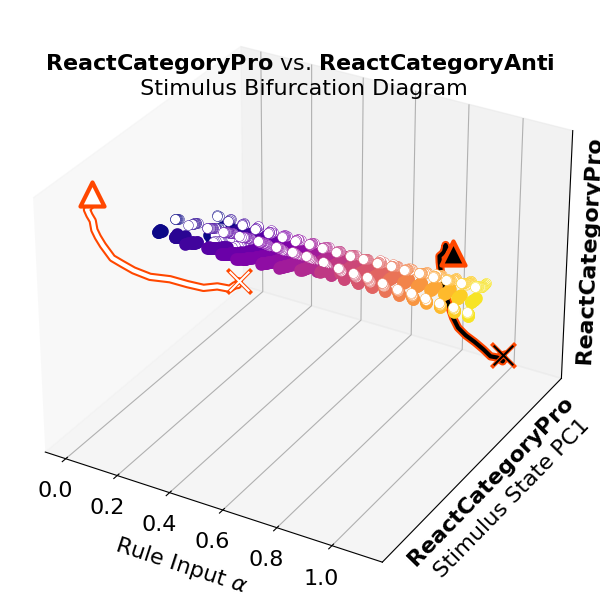 ReactCategoryPro vs. ReactCategoryAnti
Stimulus Bifurcation Diagram
0.0
0.2
0.4
0.6
0.8
1.0
Rule Input α
ReactCategoryPro
Stimulus State PC1
ReactCategoryPro